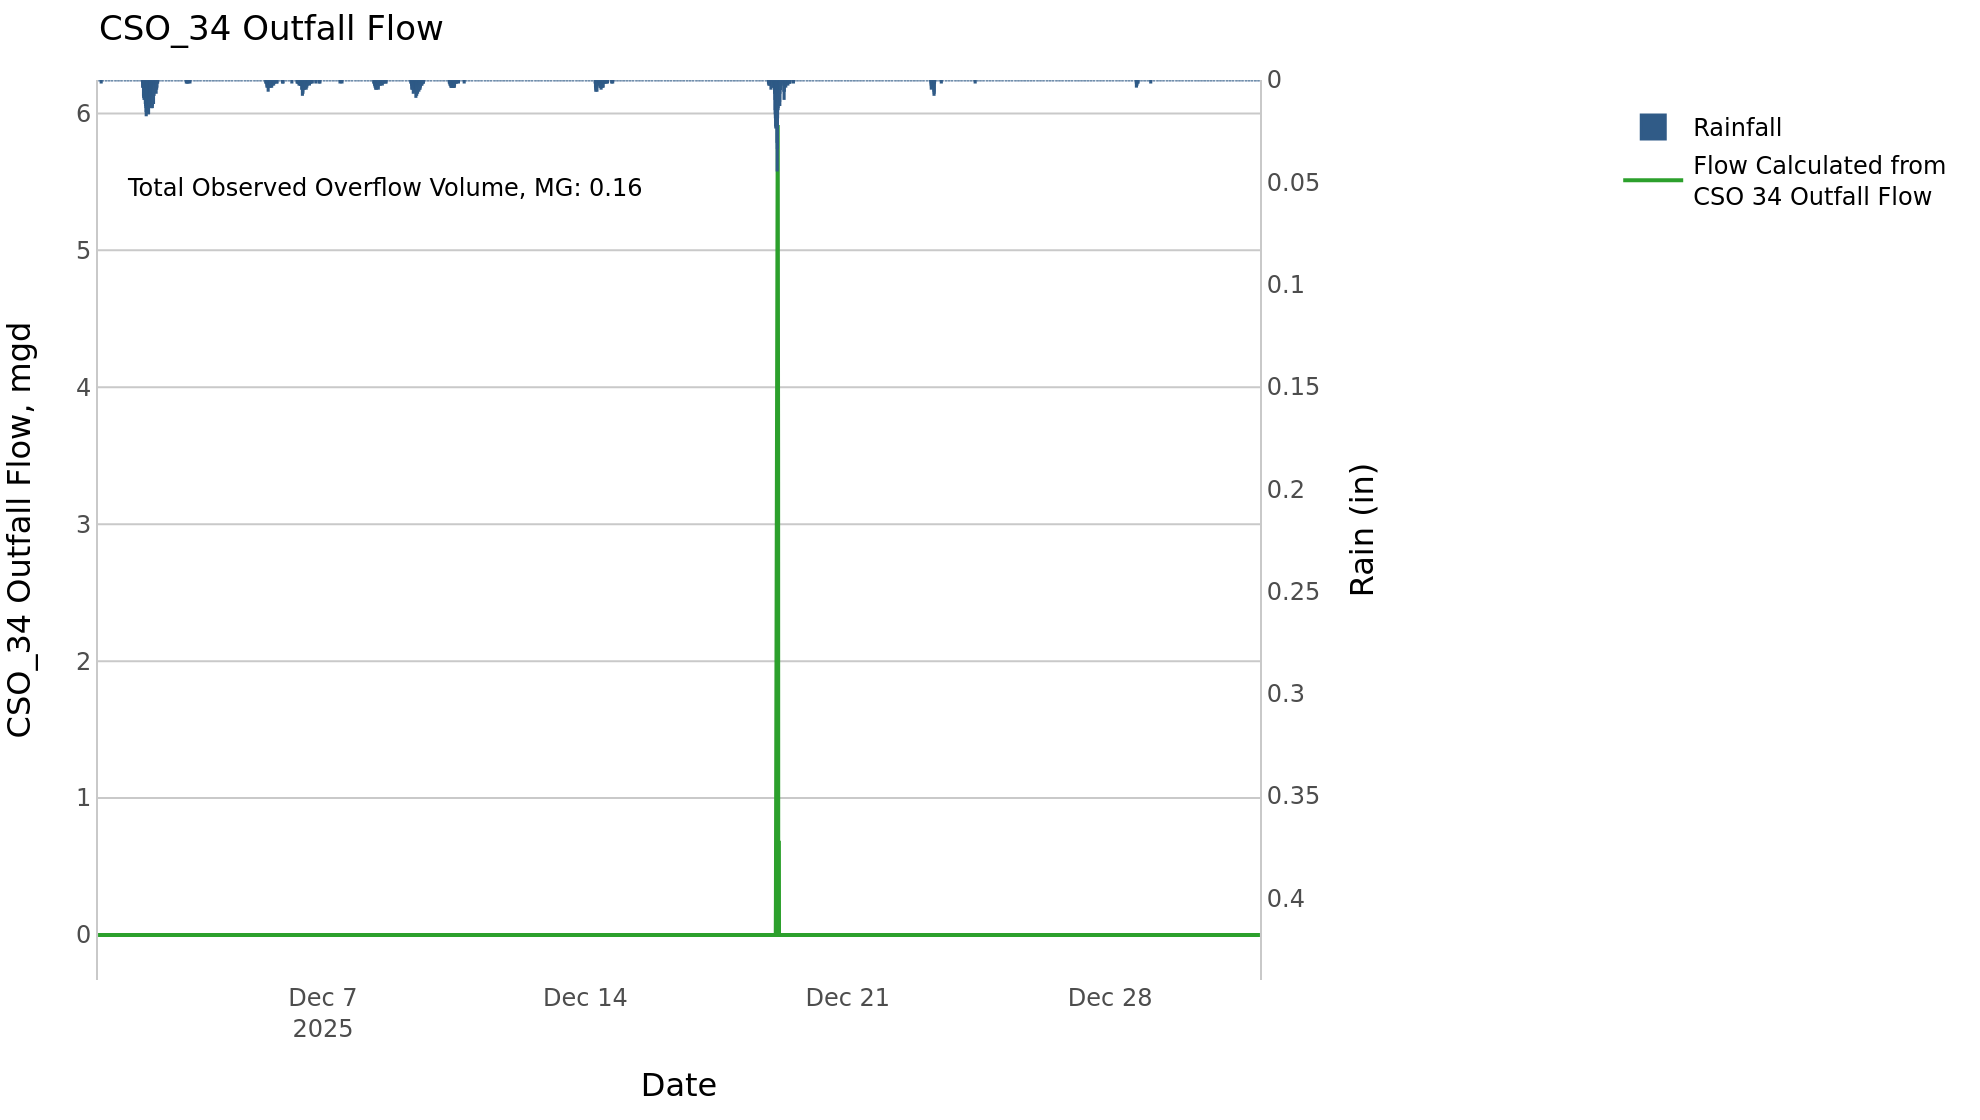 CSO_34 Outfall Flow
Total Observed Overflow Volume, MG: 0.16
CSO_34 Outfall Flow, mgd
6
5
4
3
2
1
0
0
0.05
0.1
0.15
0.2
0.25
0.3
0.35
0.4
Rain (in)
Dec 7
2025
Dec 14
Dec 21
Dec 28
Date
Rainfall
Flow Calculated from
CSO 34 Outfall Flow